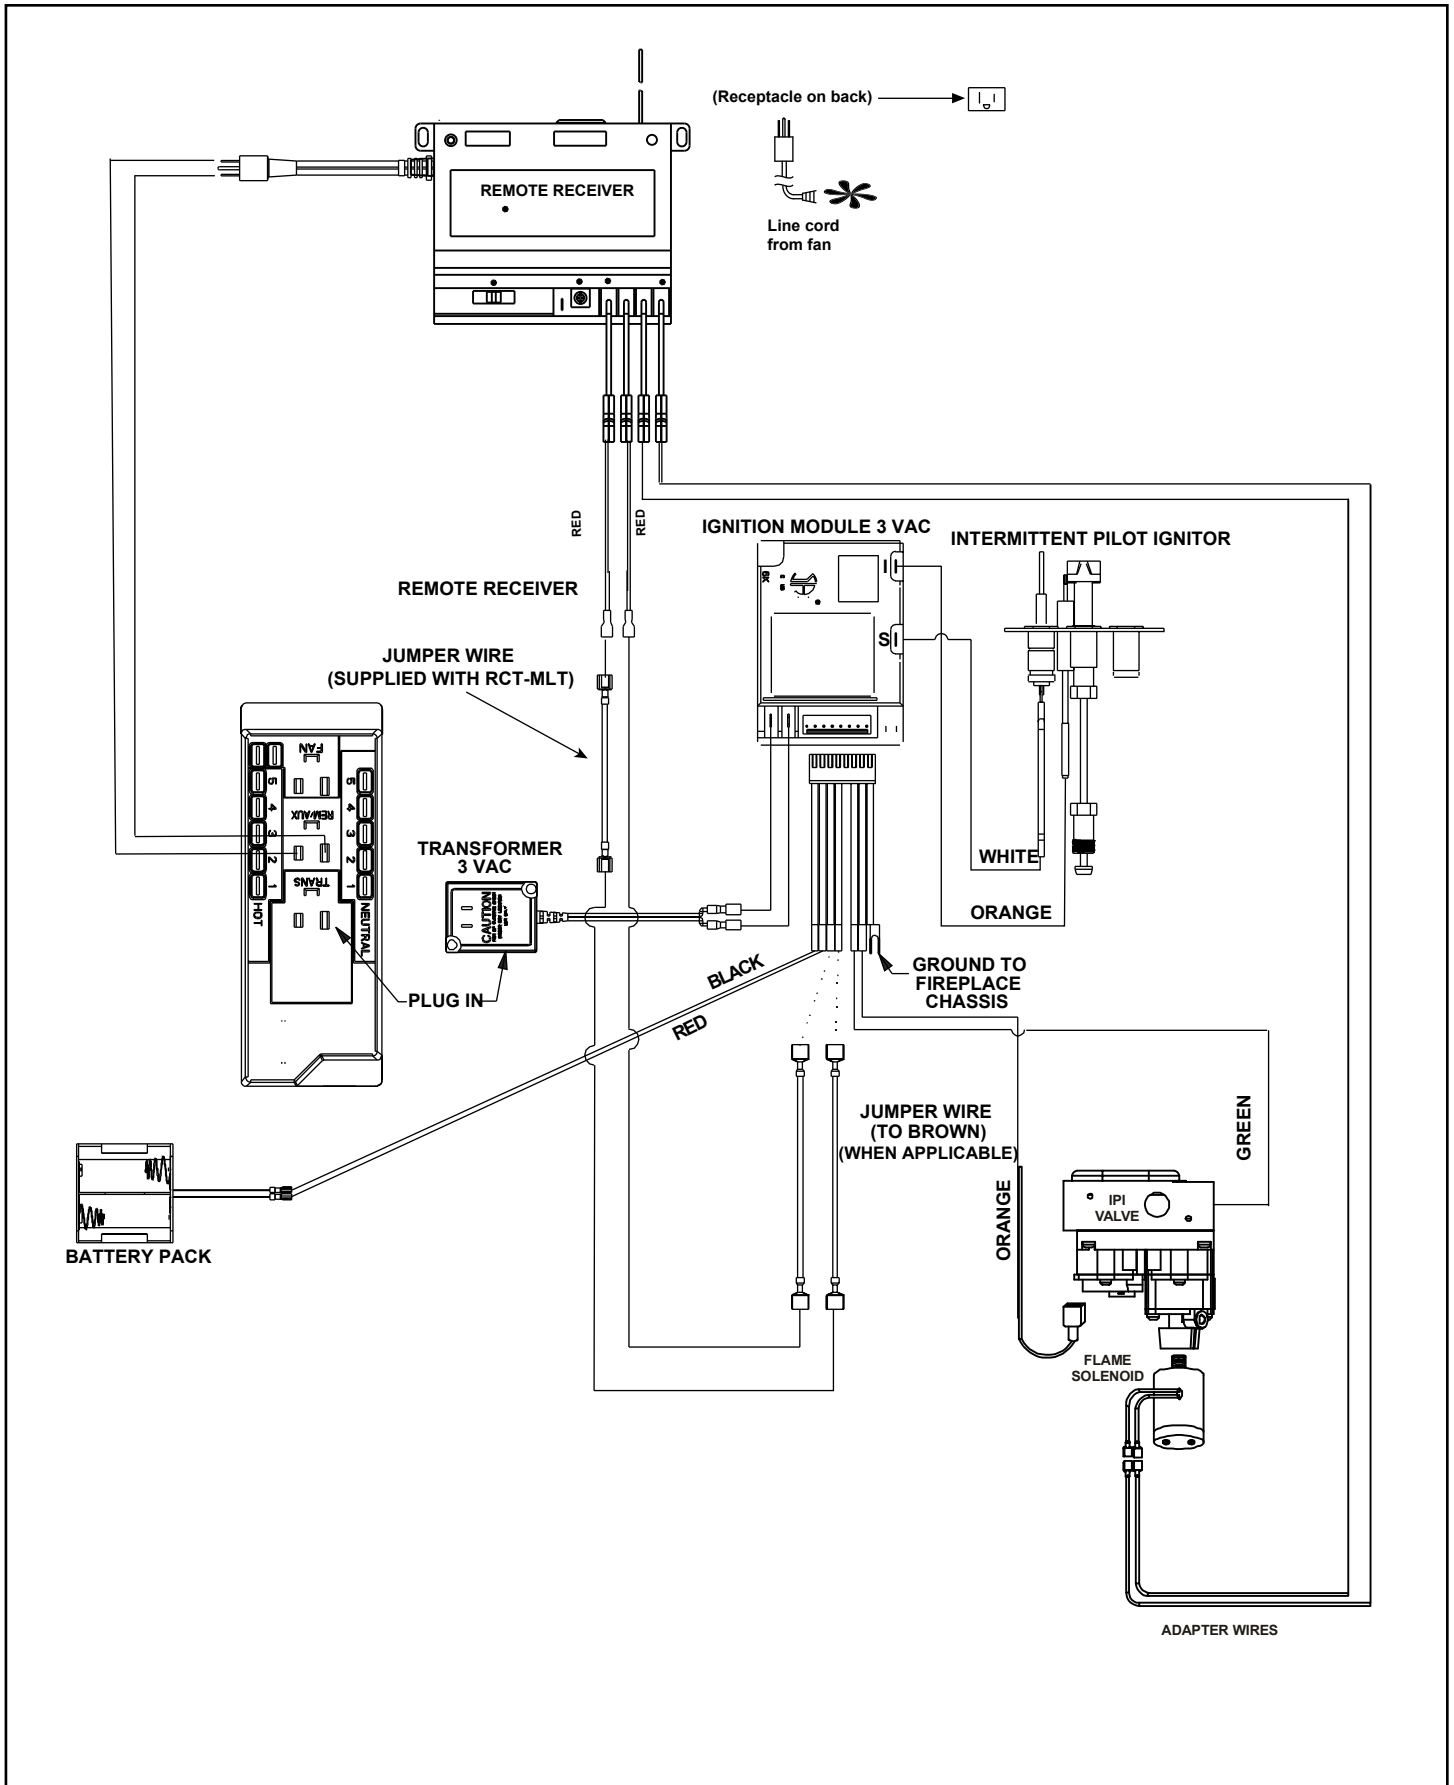 (Receptacle on back)
REMOTE RECEIVER
Line cord
from fan
RED
RED
IGNITION MODULE 3 VAC
INTERMITTENT PILOT IGNITOR
I
S
6K
REMOTE RECEIVER
JUMPER WIRE
(SUPPLIED WITH RCT-MLT)
FAN
5
4
3
2
1
REM/AUX
TRANS
HOT
5
4
3
2
1
NEUTRAL
TRANSFORMER
3 VAC
CAUTION
WHITE
ORANGE
PLUG IN
BLACK
RED
GROUND TO
FIREPLACE
CHASSIS
JUMPER WIRE
(TO BROWN)
(WHEN APPLICABLE)
GREEN
ORANGE
IPI
VALVE
BATTERY PACK
FLAME
SOLENOID
ADAPTER WIRES